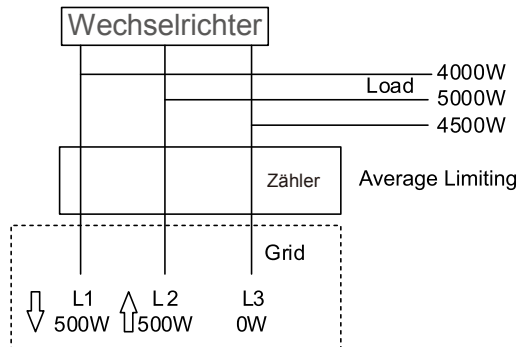 Wechselrichter
4000W
Load
5000W
4500W
Zähler
Average Limiting
Grid
L1 L2 L3
500W 500W 0W